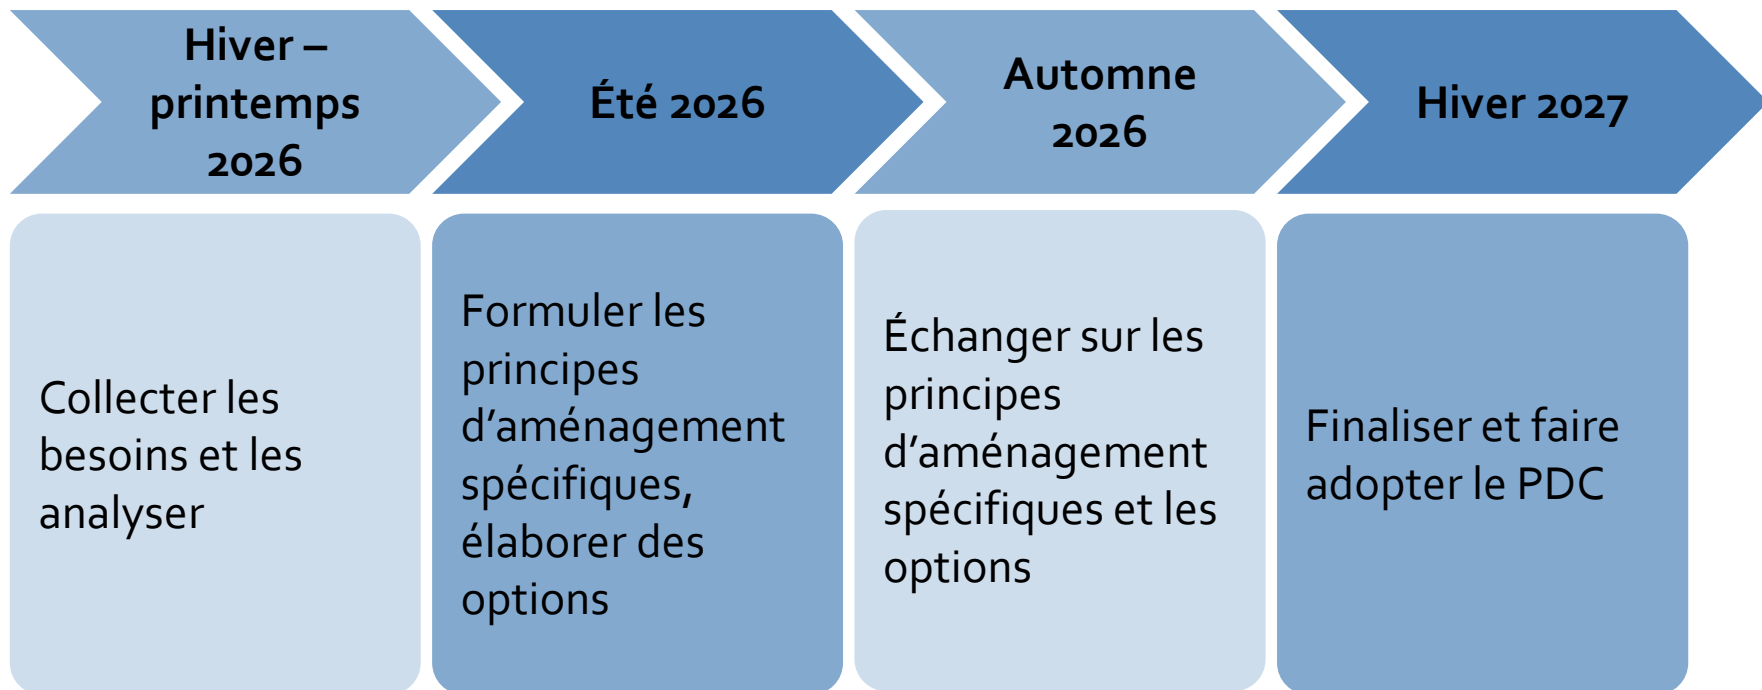 Hiver –
printemps
2026
Été 2026
Automne
2026
Hiver 2027
Collecter les
besoins et les
analyser
Formuler les
principes
d’aménagement
spécifiques,
élaborer des
options
Échanger sur les
principes
d’aménagement
spécifiques et les
options
Finaliser et faire
adopter le PDC